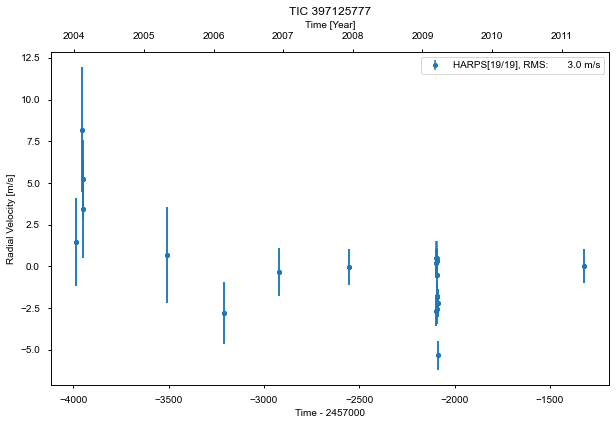 TIC 397125777
Time [Year]
2004 2005 2006 2007 2008 2009 2010 2011
HARPS[19/19], RMS: 3.0 m/s
12.5
10.0
7.5
5.0
2.5
0.0
−2.5
−5.0
Radial Velocity [m/s]
−4000 −3500 −3000 −2500 −2000 −1500
Time - 2457000